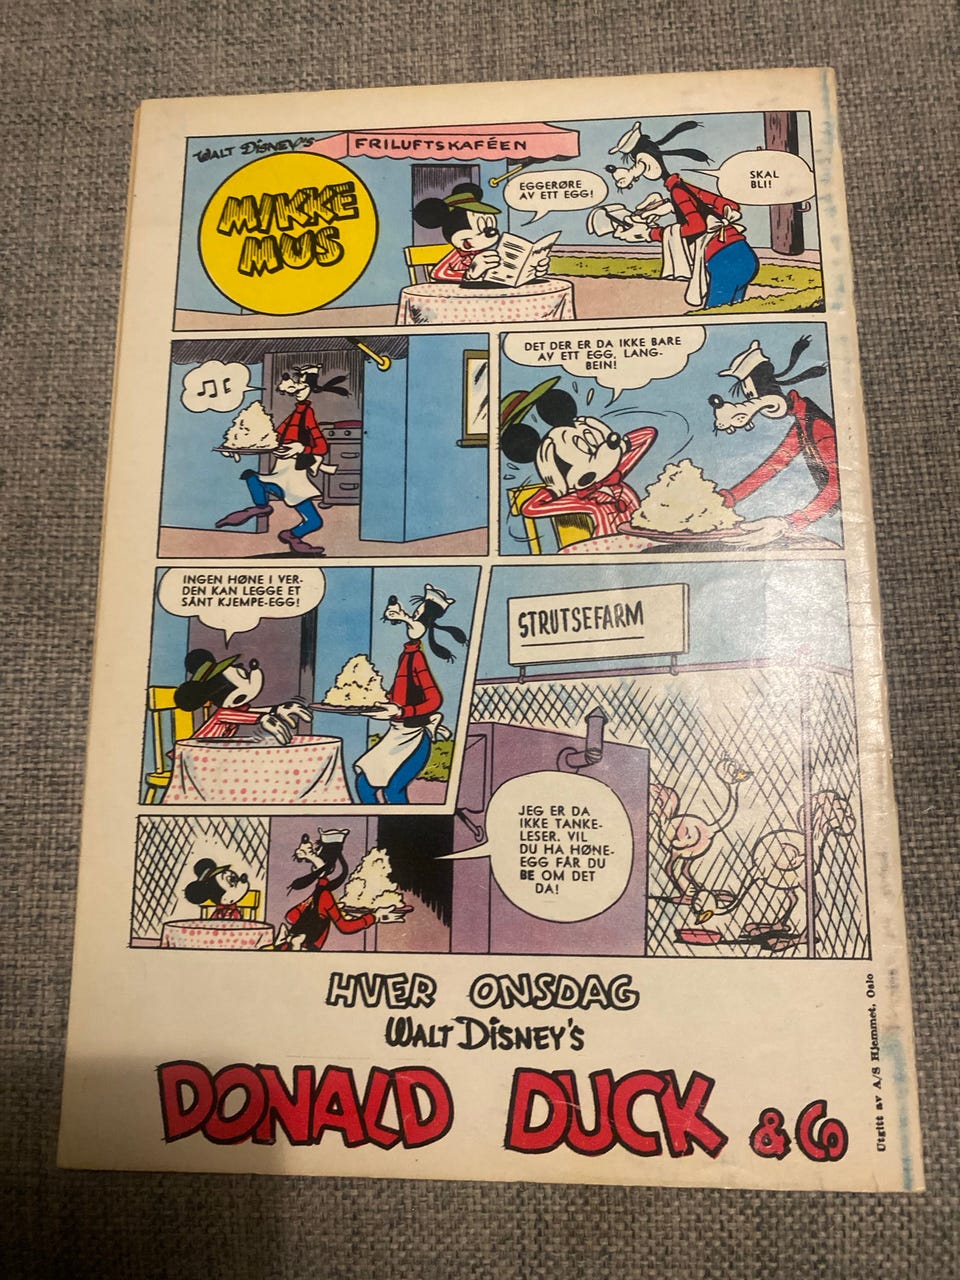 WALT DISNEY'S
MIKKE
MUS
FRILUFTSKAFÉEN
EGGERØRE
AV ETT EGG!
SKAL
BLI!
DET DER ER DA IKKE BARE
AV ETT EGG, LANG-
BEIN!
INGEN HØNE I VER-
DEN KAN LEGGE ET
SÅNT KJEMPE-EGG!
STRUTSEFARM
JEG ER DA
IKKE TANKE-
LESER. VIL
DU HA HØNE-
EGG FÅR DU
BE OM DET
DA!
HVER ONSDAG
WALT DISNEY'S
DONALD DUCK & Co
Utgitt av A/S Hjemmet, Oslo